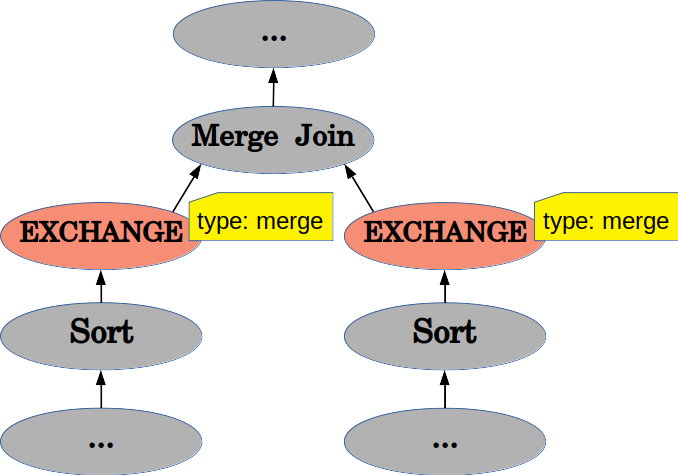 ...
Merge Join
EXCHANGE
type: merge
EXCHANGE
type: merge
Sort
Sort
...
...